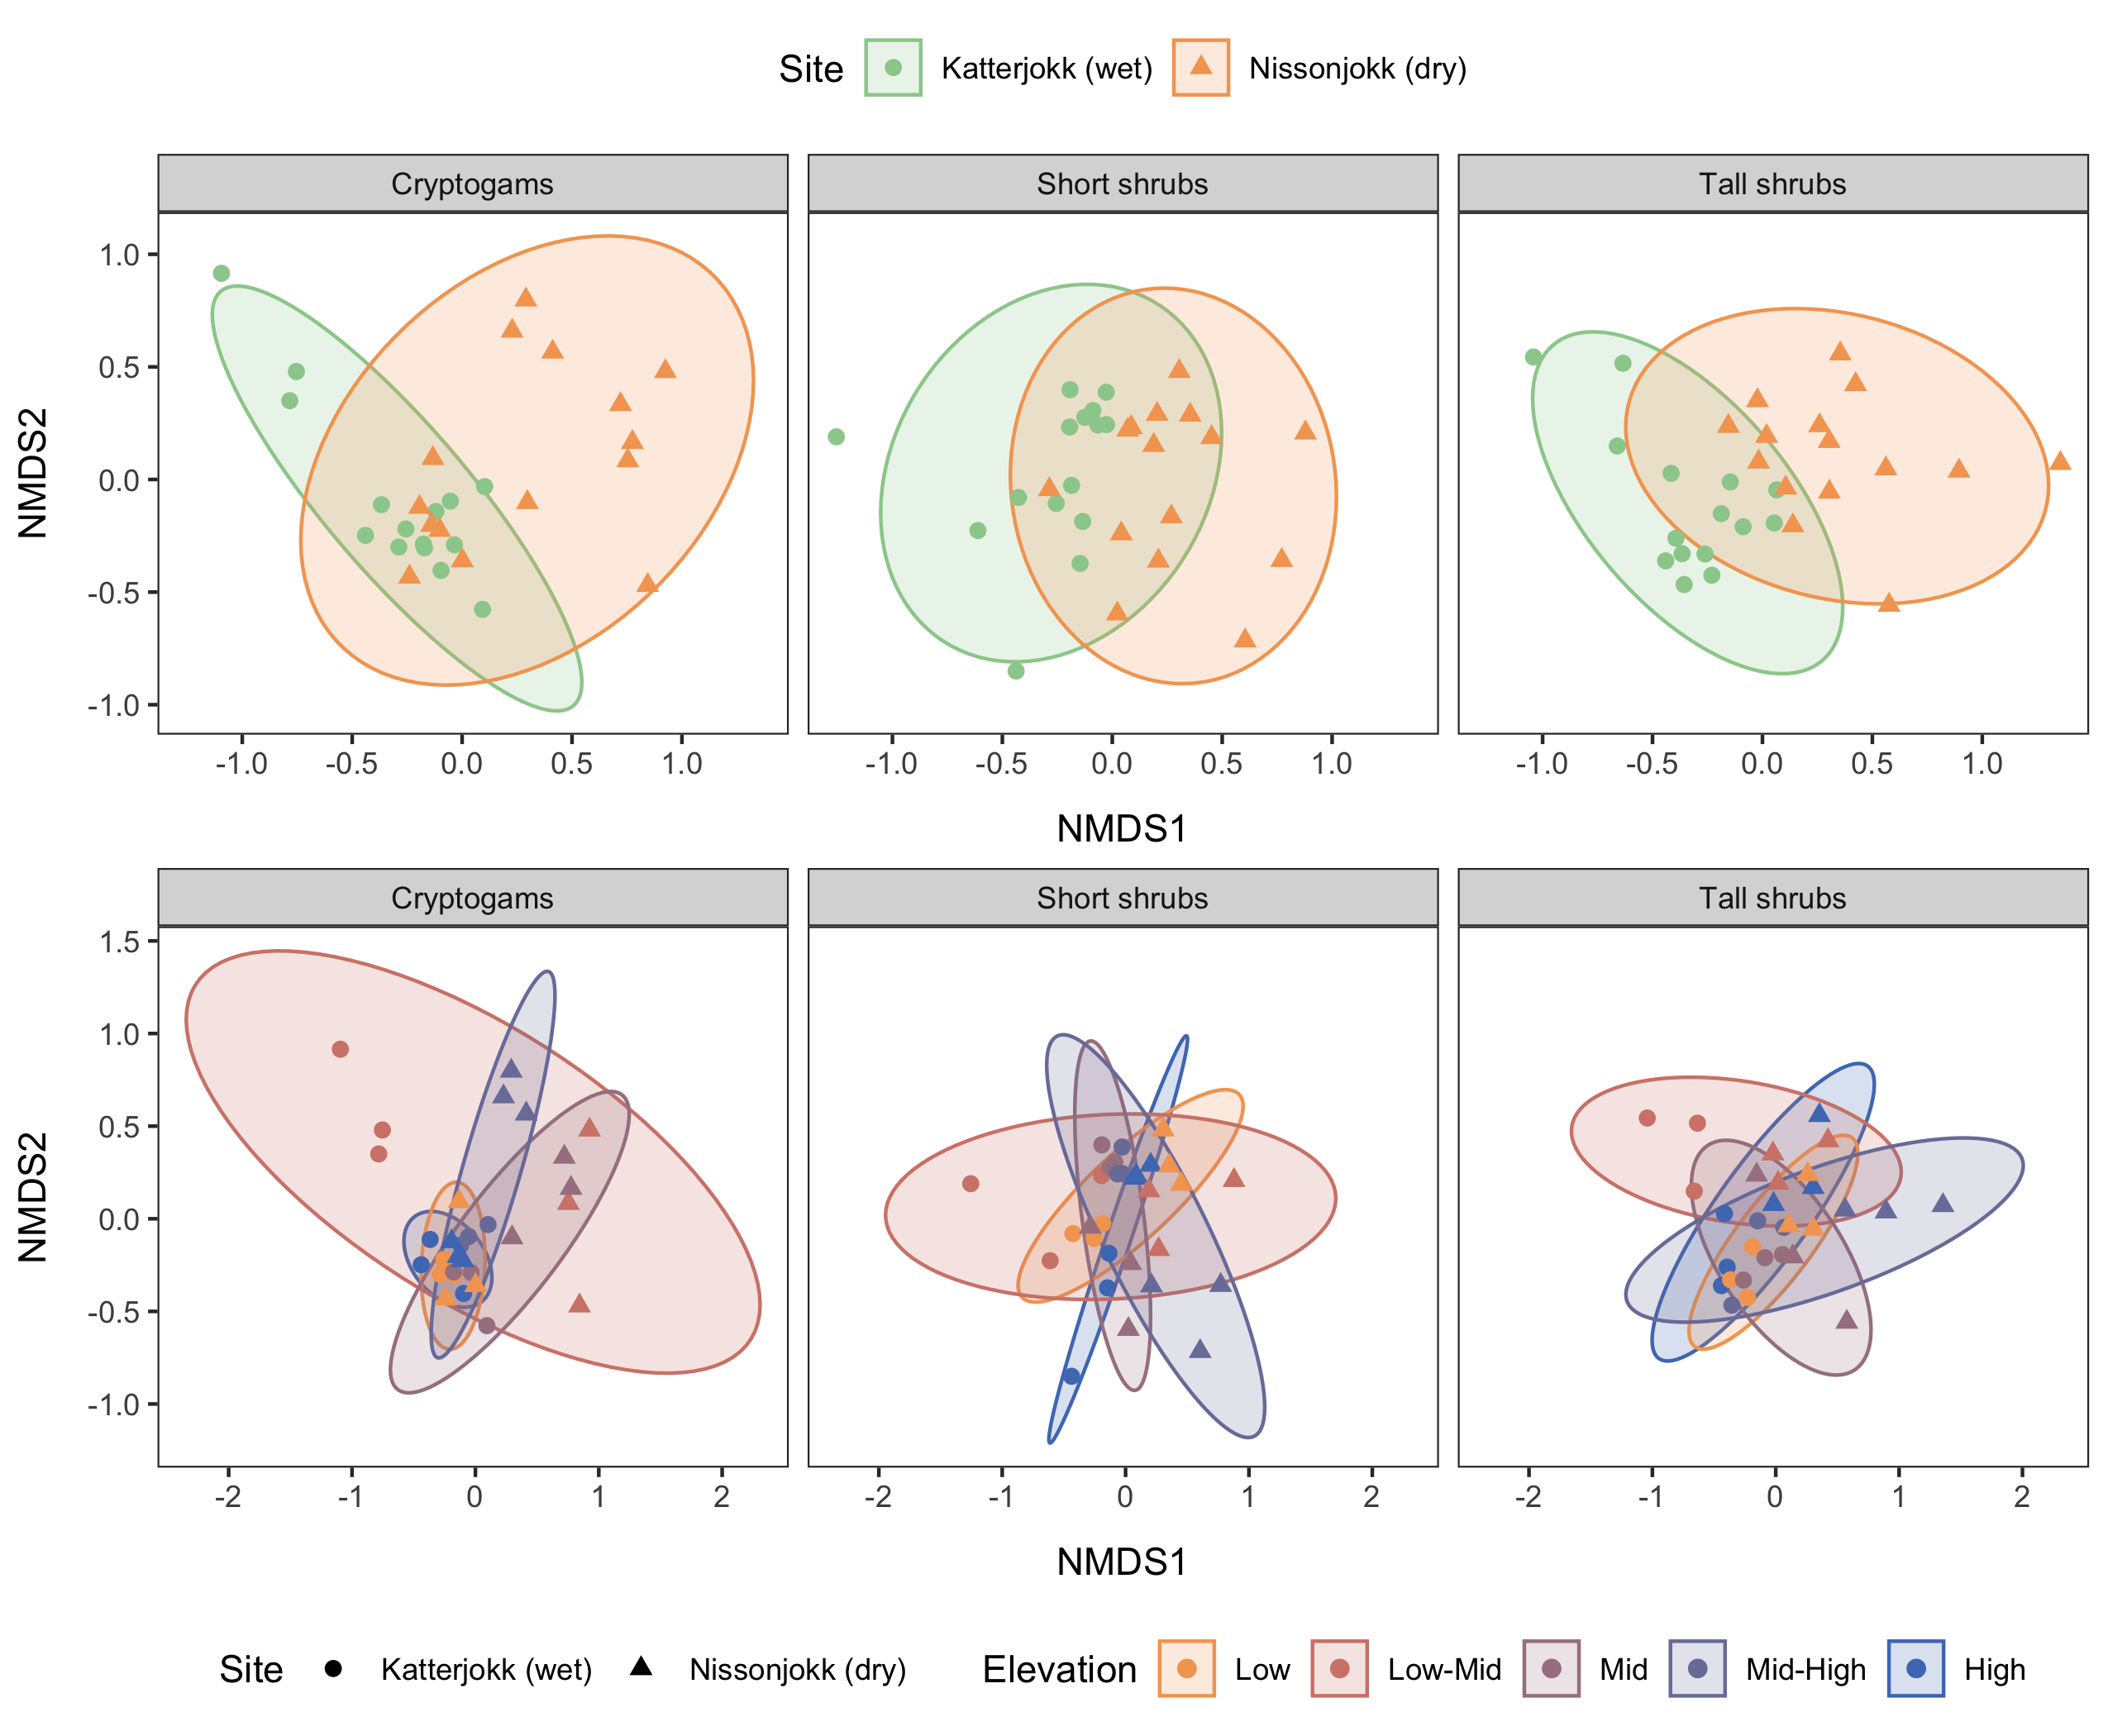 Site Katterjokk (wet) Nissonjokk (dry)
Cryptogams Short shrubs Tall shrubs
NMDS2
1.0
0.5
0.0
-0.5
-1.0
-1.0 -0.5 0.0 0.5 1.0 -1.0 -0.5 0.0 0.5 1.0 -1.0 -0.5 0.0 0.5 1.0
NMDS1
Cryptogams Short shrubs Tall shrubs
NMDS2
1.5
1.0
0.5
0.0
-0.5
-1.0
-2 -1 0 1 2 -2 -1 0 1 2 -2 -1 0 1 2
NMDS1
Site Katterjokk (wet) Nissonjokk (dry) Elevation Low Low-Mid Mid Mid-High High